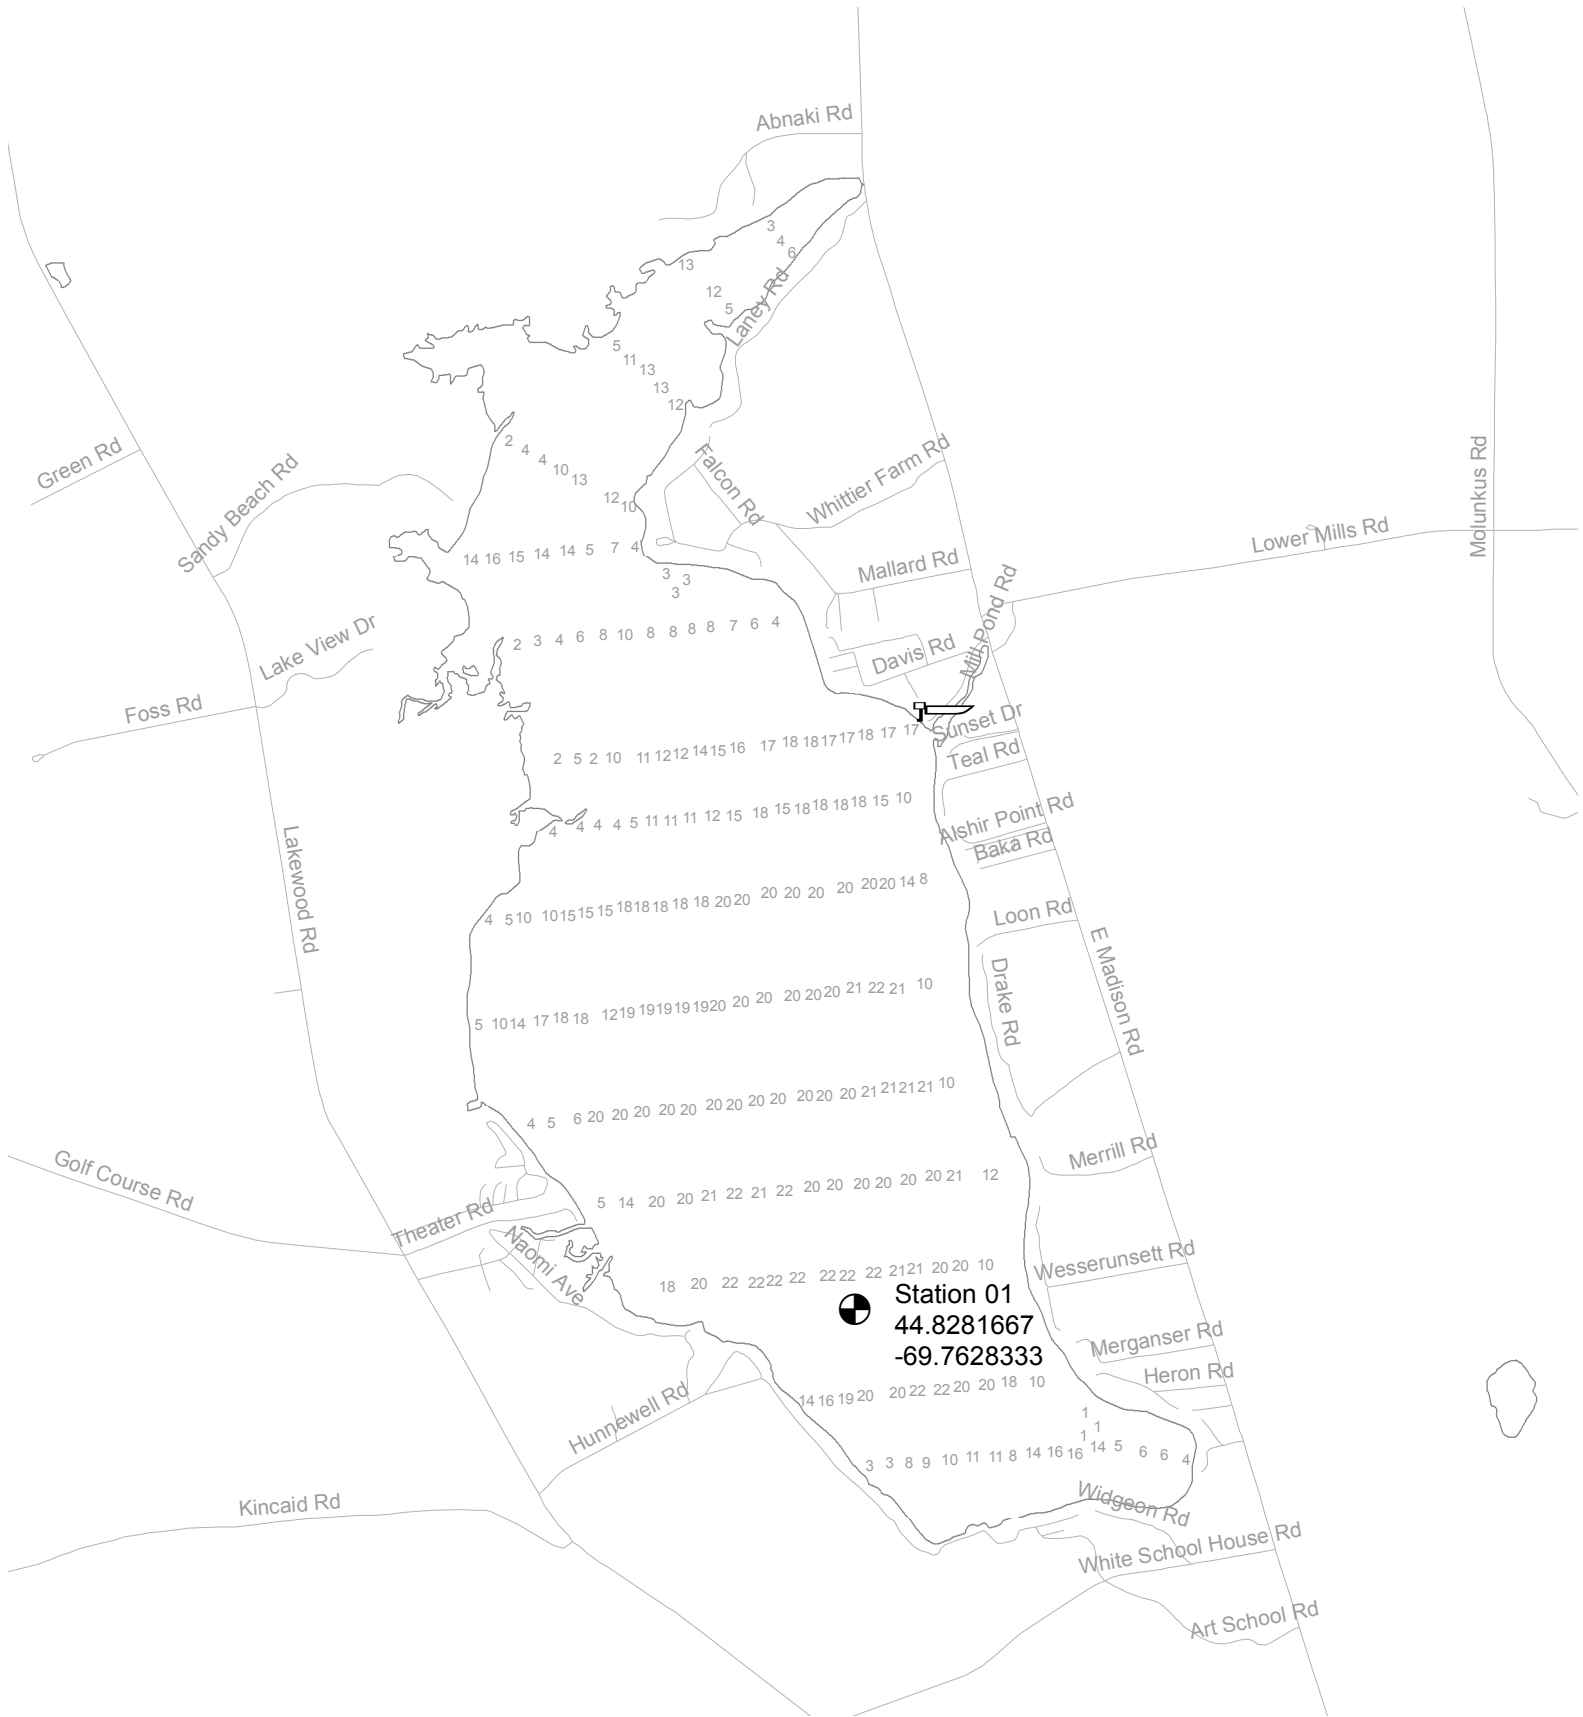 Abnaki Rd
3
4
6
13
12
5
Laney Rd
5
11
13
13
12
Green Rd
Sandy Beach Rd
2
4
4
10
13
12
10
Falcon Rd
Whittier Farm Rd
Molunkus Rd
Lower Mills Rd
14 16 15 14 14 5 7 4
Mallard Rd
3
3
3
Mill Pond Rd
Lake View Dr
2 3 4 6 8 10 8 8 8 8 7 6 4
Davis Rd
Foss Rd
Sunset Dr
2 5 2 10 11 12 12 14 15 16 17 18 18 17 17 18 17 17
Teal Rd
4 4 4 4 5 11 11 11 12 15 18 15 18 18 18 18 15 10
Alshir Point Rd
Baka Rd
Lakewood Rd
4 5 10 10 15 15 15 18 18 18 18 18 20 20 20 20 20 20 20 20 14 8
Loon Rd
E Madison Rd
Drake Rd
5 10 14 17 18 18 12 19 19 19 19 19 20 20 20 20 20 20 21 22 21 10
4 5 6 20 20 20 20 20 20 20 20 20 20 20 20 21 21 21 21 10
Merrill Rd
Golf Course Rd
5 14 20 20 21 22 21 22 20 20 20 20 20 20 21 12
Theater Rd
Naomi Ave
Wesserunsett Rd
18 20 22 22 22 22 22 22 22 21 21 20 20 10
Station 01
44.8281667
-69.7628333
Merganser Rd
Heron Rd
14 16 19 20 20 22 22 20 20 18 10
Hunnewell Rd
1
1
1
3 3 8 9 10 11 11 8 14 16 16 14 5 6 6 4
Widgeon Rd
Kincaid Rd
White School House Rd
Art School Rd